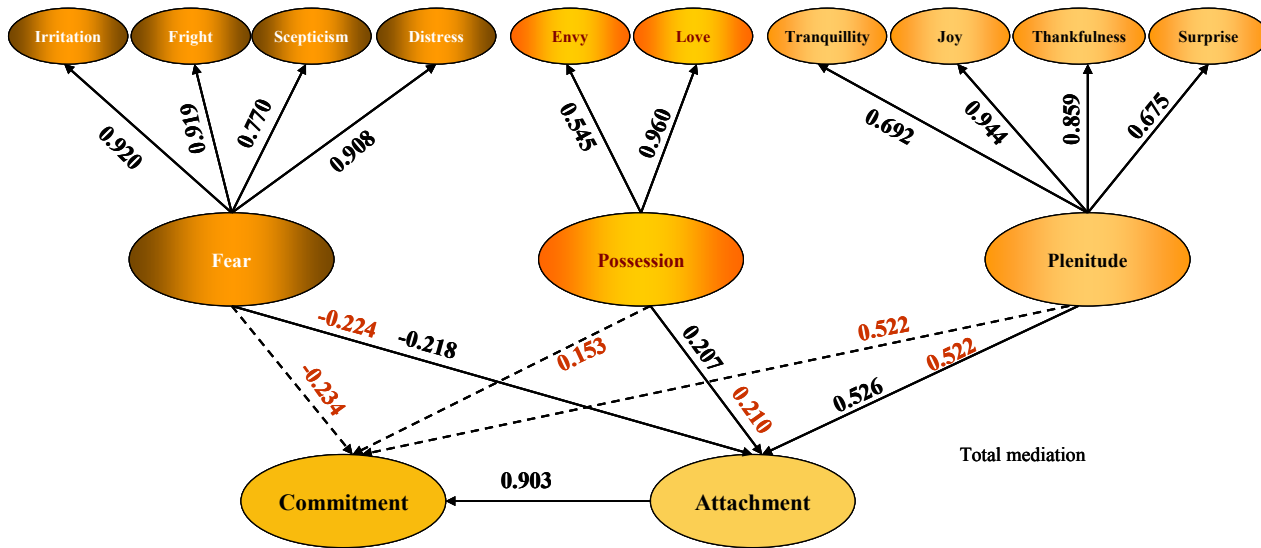 Irritation
Fright
Scepticism
Distress
Envy
Love
Tranquillity
Joy
Thankfulness
Surprise
0.920
0.919
0.770
0.908
0.545
0.960
0.692
0.944
0.859
0.675
Fear
Possession
Plenitude
-0.224
-0.218
-0.234
0.153
0.207
0.210
0.522
0.522
0.526
Total mediation
Commitment
0.903
Attachment